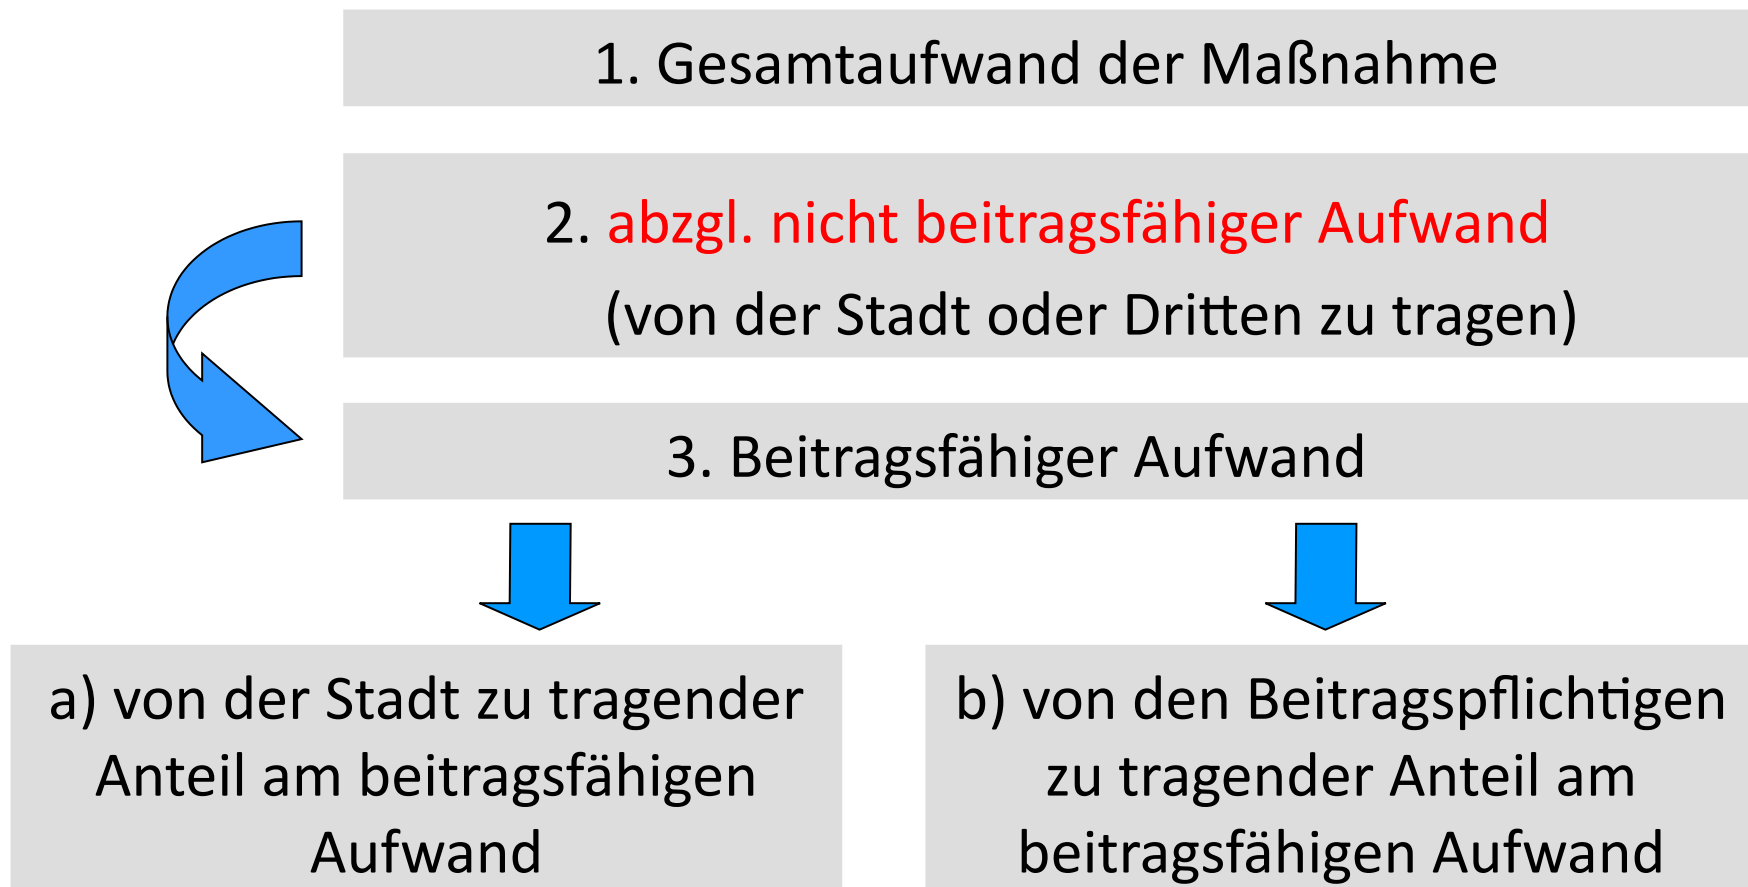 1. Gesamtaufwand der Maßnahme
2. abzgl. nicht beitragsfähiger Aufwand
(von der Stadt oder Dritten zu tragen)
3. Beitragsfähiger Aufwand
a) von der Stadt zu tragender
Anteil am beitragsfähigen
Aufwand
b) von den Beitragspflichtigen
zu tragender Anteil am
beitragsfähigen Aufwand